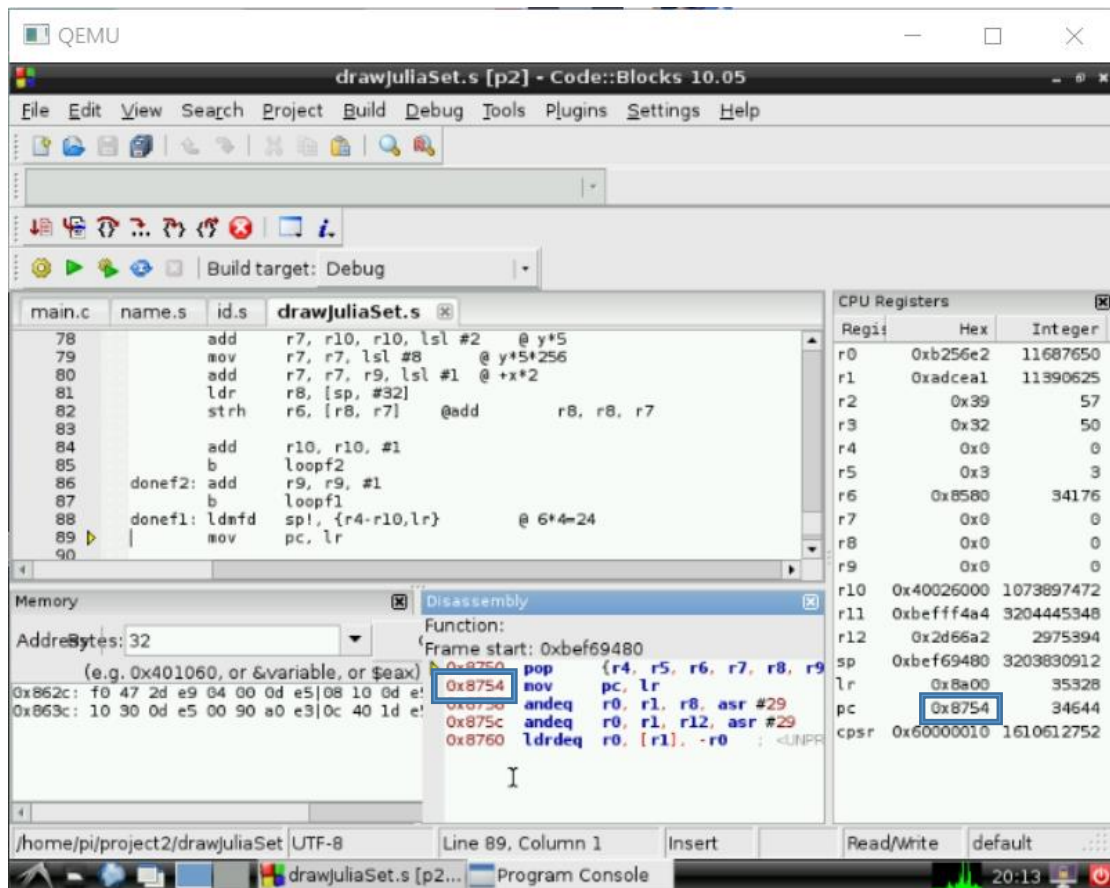 QEMU
drawJuliaSet.s [p2] - Code::Blocks 10.05
File Edit View Search Project Build Debug Tools Plugins Settings Help
Build target: Debug
main.c name.s id.s drawJuliaSet.s
78 add r7, r10, r10, lsl #2 @ y*5
79 mov r7, r7, lsl #8 @ y*5*256
80 add r7, r7, r9, lsl #1 @ +x*2
81 ldr r8, [sp, #32]
82 strh r6, [r8, r7] @add r8, r8, r7
83
84 add r10, r10, #1
85 b loopf2
86 donef2: add r9, r9, #1
87 b loopf1
88 donef1: ldmfd sp!, {r4-r10,lr} @ 6*4=24
89 mov pc, lr
90
Memory
Bytes: 32
(e.g. 0x401060, or &variable, or $eax)
0x862c: f0 47 2d e9 04 00 0d e5|08 10 0d e5
0x863c: 10 30 0d e5 00 90 a0 e3|0c 40 1d e5
Disassembly
Function:
Frame start: 0xbef69480
0x8750 pop {r4, r5, r6, r7, r8, r9
0x8754 mov pc, lr
0x8758 andeq r0, r1, r8, asr #29
0x875c andeq r0, r1, r12, asr #29
0x8760 ldrdeq r0, [r1], -r0 ; <UNPR
CPU Registers
Regis Hex Integer
r0 0xb256e2 11687650
r1 0xadcea1 11390625
r2 0x39 57
r3 0x32 50
r4 0x0 0
r5 0x3 3
r6 0x8580 34176
r7 0x0 0
r8 0x0 0
r9 0x0 0
r10 0x40026000 1073897472
r11 0xbefff4a4 3204445348
r12 0x2d66a2 2975394
sp 0xbef69480 3203830912
lr 0x8a00 35328
pc 0x8754 34644
cpsr 0x60000010 1610612752
/home/pi/project2/drawJuliaSet UTF-8 Line 89, Column 1 Insert Read/Write default
drawJuliaSet.s [p2... Program Console 20:13